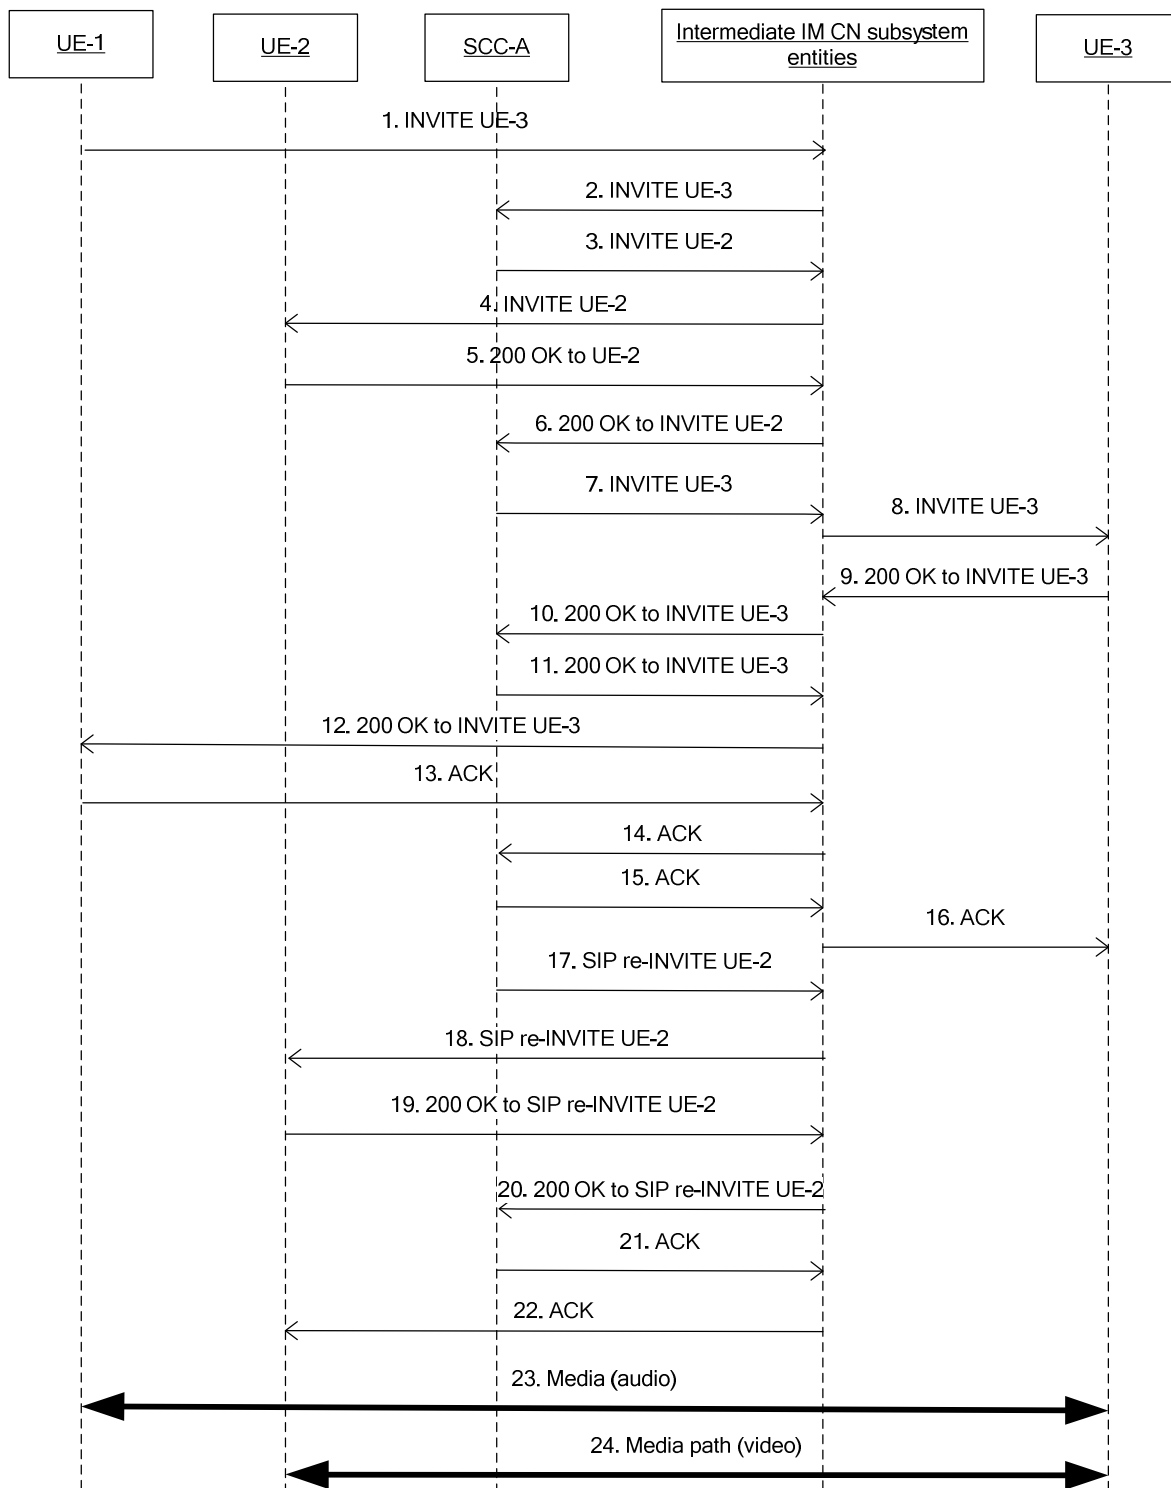 UE-1
UE-2
SCC-A
Intermediate IM CN subsystem
entities
UE-3
1. INVITE UE-3
2. INVITE UE-3
3. INVITE UE-2
4. INVITE UE-2
5. 200 OK to UE-2
6. 200 OK to INVITE UE-2
7. INVITE UE-3
8. INVITE UE-3
9. 200 OK to INVITE UE-3
10. 200 OK to INVITE UE-3
11. 200 OK to INVITE UE-3
12. 200 OK to INVITE UE-3
13. ACK
14. ACK
15. ACK
16. ACK
17. SIP re-INVITE UE-2
18. SIP re-INVITE UE-2
19. 200 OK to SIP re-INVITE UE-2
20. 200 OK to SIP re-INVITE UE-2
21. ACK
22. ACK
23. Media (audio)
24. Media path (video)